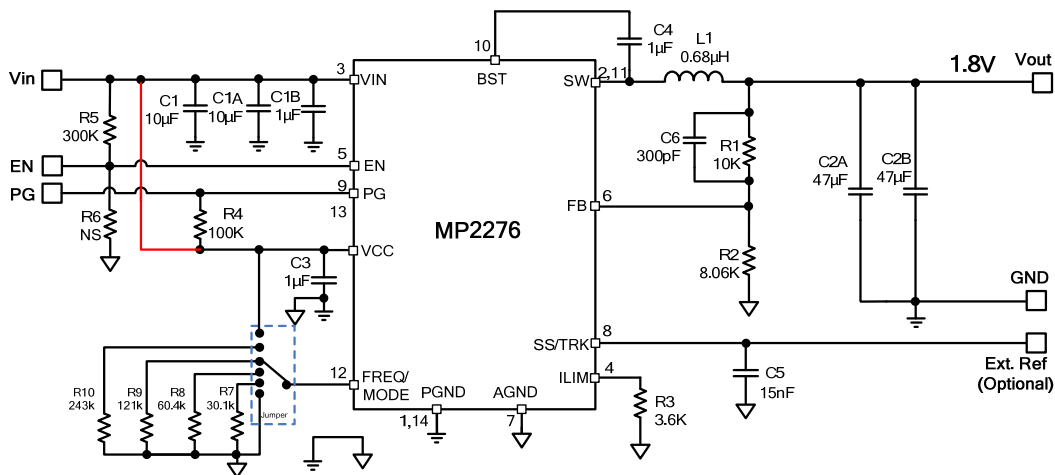 10
BST
C4
1µF
L1
0.68µH
Vin
3
VIN
SW
2,11
1.8V
Vout
C1
10µF
C1A
10µF
C1B
1µF
R5
300K
C6
300pF
R1
10K
C2A
47µF
C2B
47µF
EN
5
EN
PG
9
PG
13
R6
NS
R4
100K
MP2276
FB
6
VCC
C3
1µF
R2
8.06K
GND
SS/TRK
8
Ext. Ref
(Optional)
12
FREQ/
MODE
ILIM
4
C5
15nF
R10
243k
R9
121k
R8
60.4k
R7
30.1k
Jumper
PGND
1,14
AGND
7
R3
3.6K